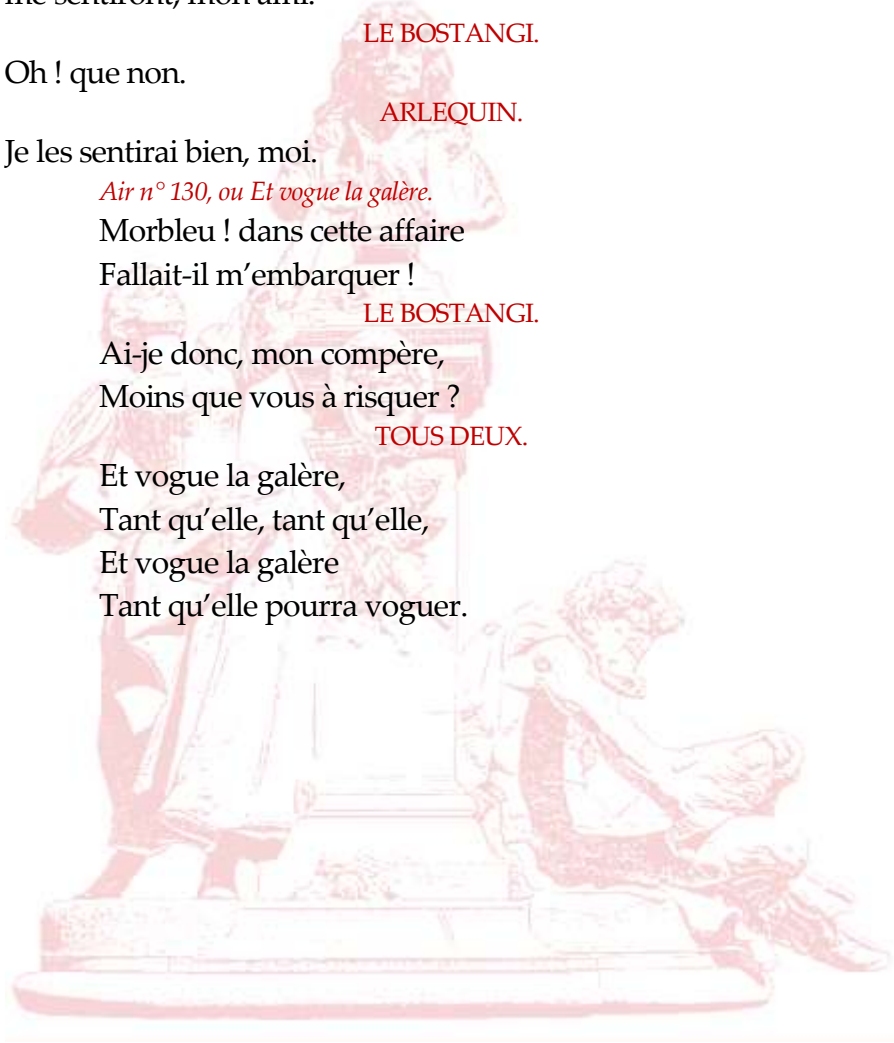 me sentiront, mon ami.
LE BOSTANGI.
Oh ! que non.
ARLEQUIN.
Je les sentirai bien, moi.
Air n° 130, ou Et vogue la galère.
Morbleu ! dans cette affaire
Fallait-il m’embarquer !
LE BOSTANGI.
Ai-je donc, mon compère,
Moins que vous à risquer ?
TOUS DEUX.
Et vogue la galère,
Tant qu’elle, tant qu’elle,
Et vogue la galère
Tant qu’elle pourra voguer.